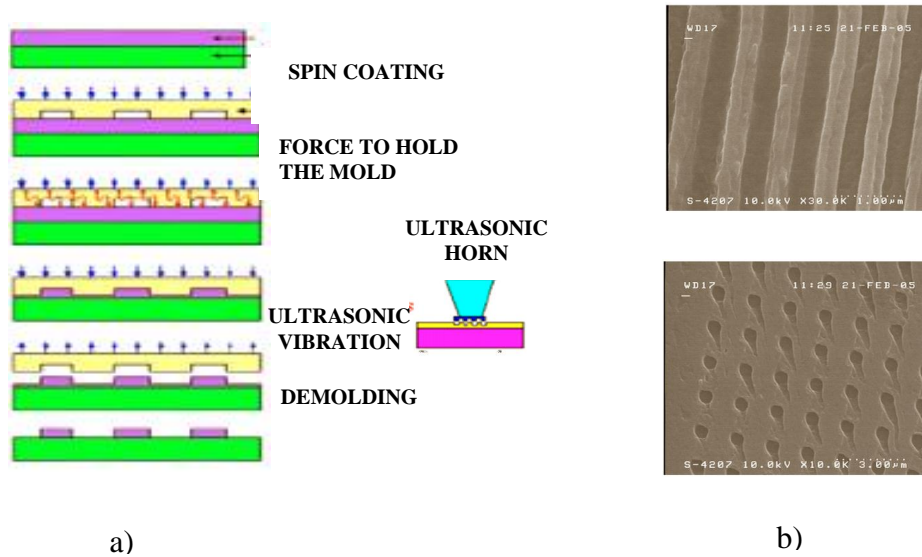 SPIN COATING
FORCE TO HOLD
THE MOLD
ULTRASONIC
HORN
ULTRASONIC
VIBRATION
DEMOLDING
a)
WD17 11:25 21-FEB-05
S-4207 10.0kV X30.0K 1.00µm
WD17 11:29 21-FEB-05
S-4207 10.0kV X10.0K 3.00µm
b)